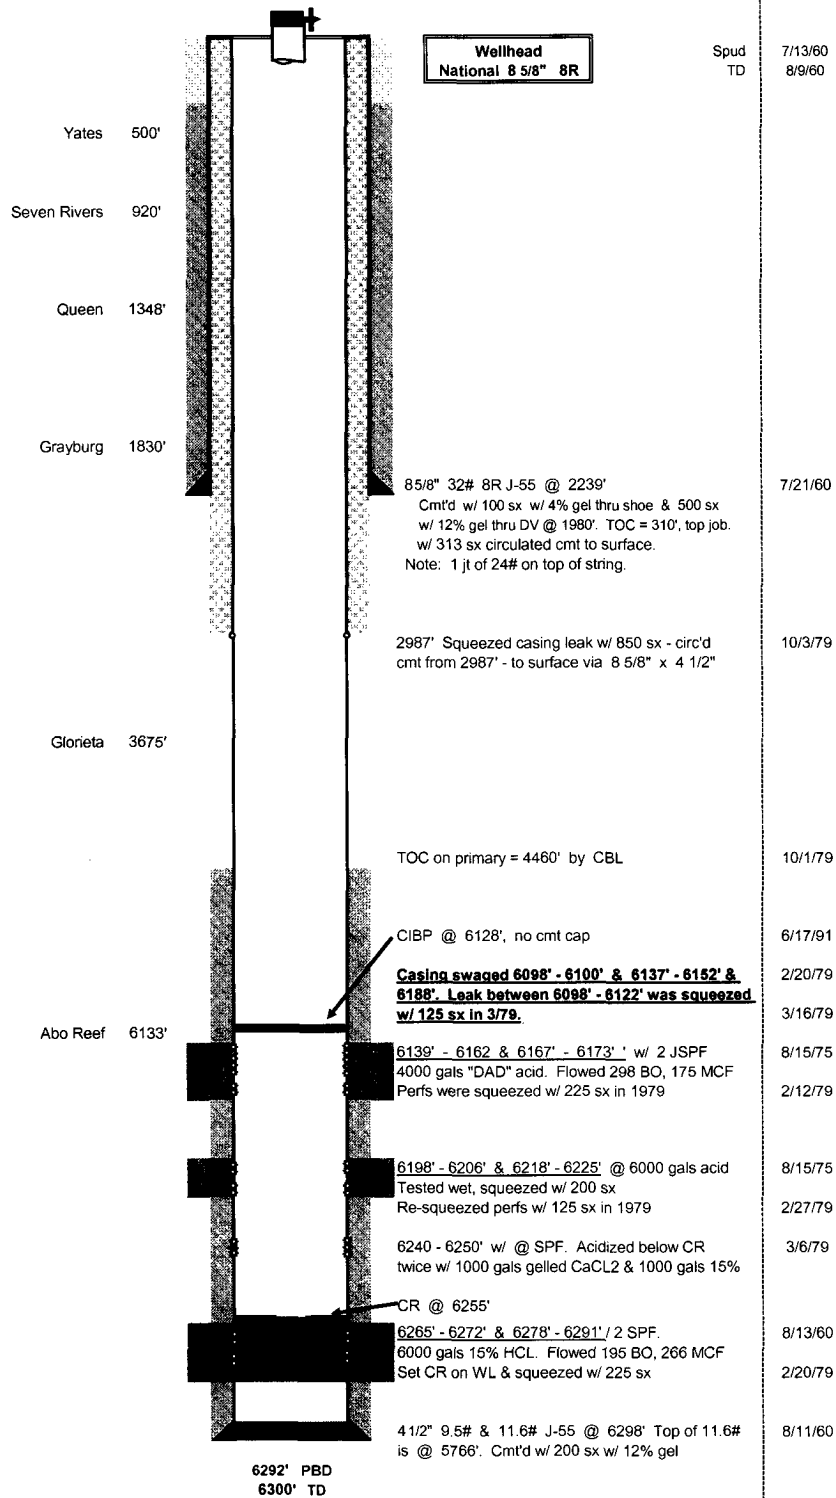 Wellhead
National 8 5/8" 8R
Spud 7/13/60
TD 8/9/60
Yates 500'
Seven Rivers 920'
Queen 1348'
Grayburg 1830'
8 5/8" 32# 8R J-55 @ 2239' 7/21/60
Cmt'd w/ 100 sx w/ 4% gel thru shoe & 500 sx
w/ 12% gel thru DV @ 1980'. TOC = 310', top job.
w/ 313 sx circulated cmt to surface.
Note: 1 jt of 24# on top of string.
2987' Squeezed casing leak w/ 850 sx - circ'd 10/3/79
cmt from 2987' - to surface via 8 5/8" x 4 1/2"
Glorieta 3675'
TOC on primary = 4460' by CBL 10/1/79
CIBP @ 6128', no cmt cap 6/17/91
Casing swaged 6098' - 6100' & 6137' - 6152' & 2/20/79
6188'. Leak between 6098' - 6122' was squeezed
w/ 125 sx in 3/79. 3/16/79
Abo Reef 6133'
6139' - 6162 & 6167' - 6173' ' w/ 2 JSPF 8/15/75
4000 gals "DAD" acid. Flowed 298 BO, 175 MCF
Perfs were squeezed w/ 225 sx in 1979 2/12/79
6198' - 6206' & 6218' - 6225' @ 6000 gals acid 8/15/75
Tested wet, squeezed w/ 200 sx
Re-squeezed perfs w/ 125 sx in 1979 2/27/79
6240 - 6250' w/ @ SPF. Acidized below CR 3/6/79
twice w/ 1000 gals gelled CaCL2 & 1000 gals 15%
CR @ 6255'
6265' - 6272' & 6278' - 6291' / 2 SPF. 8/13/60
6000 gals 15% HCL. Flowed 195 BO, 266 MCF
Set CR on WL & squeezed w/ 225 sx 2/20/79
4 1/2" 9.5# & 11.6# J-55 @ 6298' Top of 11.6# 8/11/60
is @ 5766'. Cmt'd w/ 200 sx w/ 12% gel
6292' PBD
6300' TD